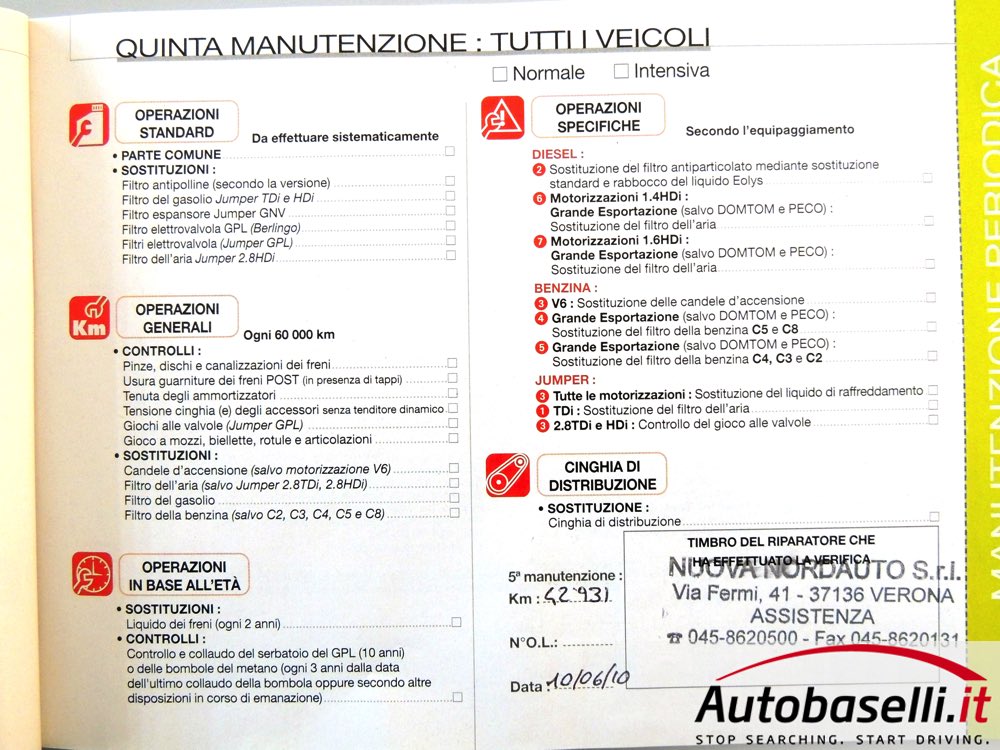 QUINTA MANUTENZIONE : TUTTI I VEICOLI
Normale Intensiva
OPERAZIONI
STANDARD
Da effettuare sistematicamente
• PARTE COMUNE
• SOSTITUZIONI :
Filtro antipolline (secondo la versione)
Filtro del gasolio Jumper TDi e HDi
Filtro espansore Jumper GNV
Filtro elettrovalvola GPL (Berlingo)
Filtri elettrovalvola (Jumper GPL)
Filtro dell'aria Jumper 2.8HDi
Km
OPERAZIONI
GENERALI
Ogni 60 000 km
• CONTROLLI :
Pinze, dischi e canalizzazioni dei freni
Usura guarniture dei freni POST (in presenza di tappi)
Tenuta degli ammortizzatori
Tensione cinghia (e) degli accessori senza tenditore dinamico
Giochi alle valvole (Jumper GPL)
Gioco a mozzi, biellette, rotule e articolazioni
• SOSTITUZIONI :
Candele d'accensione (salvo motorizzazione V6)
Filtro dell'aria (salvo Jumper 2.8TDi, 2.8HDi)
Filtro del gasolio
Filtro della benzina (salvo C2, C3, C4, C5 e C8)
OPERAZIONI
IN BASE ALL'ETÀ
• SOSTITUZIONI :
Liquido dei freni (ogni 2 anni)
• CONTROLLI :
Controllo e collaudo del serbatoio del GPL (10 anni)
o delle bombole del metano (ogni 3 anni dalla data
dell'ultimo collaudo della bombola oppure secondo altre
disposizioni in corso di emanazione)
OPERAZIONI
SPECIFICHE
Secondo l'equipaggiamento
DIESEL :
2 Sostituzione del filtro antiparticolato mediante sostituzione
standard e rabbocco del liquido Eolys
6 Motorizzazioni 1.4HDi :
Grande Esportazione (salvo DOMTOM e PECO) :
Sostituzione del filtro dell'aria
7 Motorizzazioni 1.6HDi :
Grande Esportazione (salvo DOMTOM e PECO) :
Sostituzione del filtro dell'aria
BENZINA :
3 V6 : Sostituzione delle candele d'accensione
4 Grande Esportazione (salvo DOMTOM e PECO) :
Sostituzione del filtro della benzina C5 e C8
5 Grande Esportazione (salvo DOMTOM e PECO) :
Sostituzione del filtro della benzina C4, C3 e C2
JUMPER :
3 Tutte le motorizzazioni : Sostituzione del liquido di raffreddamento
1 TDi : Sostituzione del filtro dell'aria
3 2.8TDi e HDi : Controllo del gioco alle valvole
CINGHIA DI
DISTRIBUZIONE
• SOSTITUZIONE :
Cinghia di distribuzione
TIMBRO DEL RIPARATORE CHE
HA EFFETTUATO LA VERIFICA
5ª manutenzione :
Km : 42.931
N°O.L. :
Data : 10/06/10
NUOVA NORDAUTO S.r.l.
Via Fermi, 41 - 37136 VERONA
ASSISTENZA
☎ 045-8620500 - Fax 045-8620131
MANUTENZIONE PERIODICA
Autobaselli.it
STOP SEARCHING. START DRIVING.